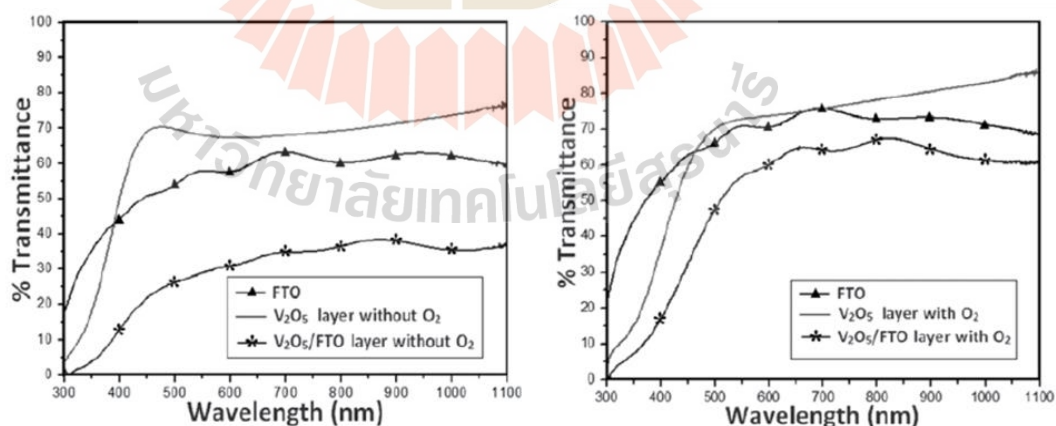 100
90
80
70
60
50
40
30
20
10
0
% Transmittance
FTO
V₂O₅ layer without O₂
V₂O₅/FTO layer without O₂
300 400 500 600 700 800 900 1000 1100
Wavelength (nm)
100
90
80
70
60
50
40
30
20
10
0
% Transmittance
FTO
V₂O₅ layer with O₂
V₂O₅/FTO layer with O₂
300 400 500 600 700 800 900 1000 1100
Wavelength (nm)
มหาวิทยาลัยเทคโนโลยีสุรนารี